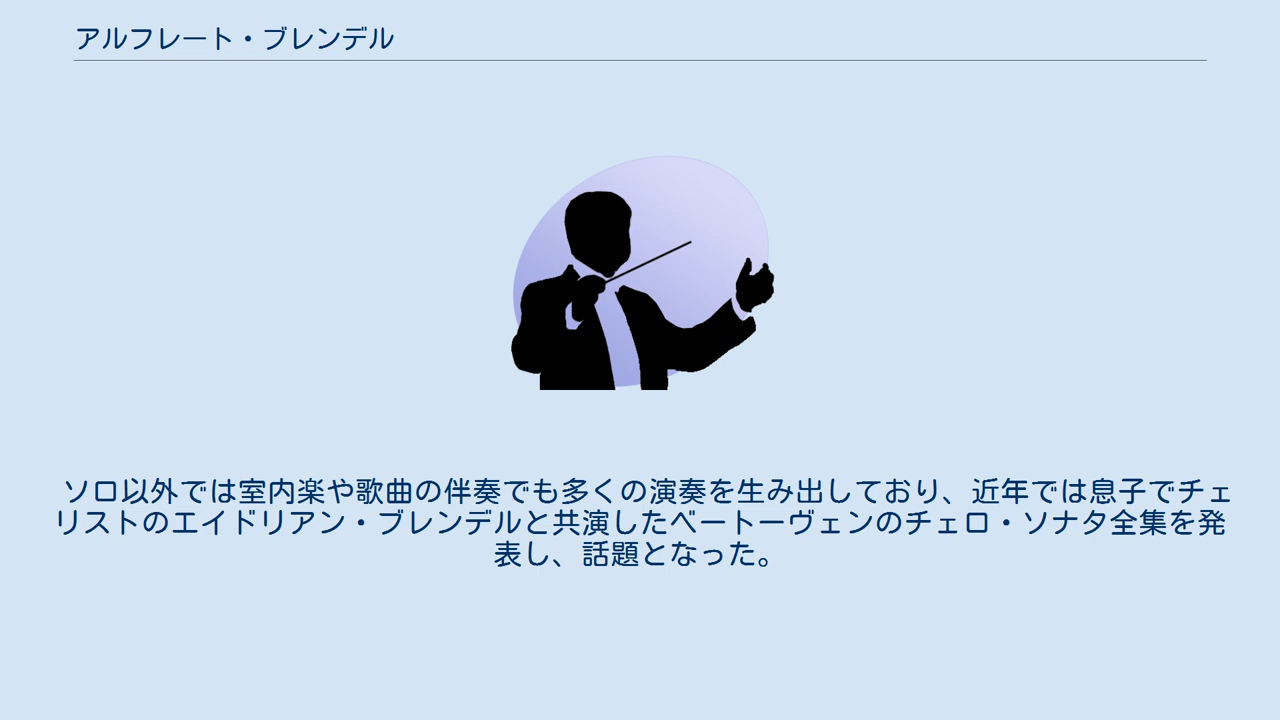 アルフレート・ブレンデル
ソロ以外では室内楽や歌曲の伴奏でも多くの演奏を生み出しており、近年では息子でチェ
リストのエイドリアン・ブレンデルと共演したベートーヴェンのチェロ・ソナタ全集を発
表し、話題となった。